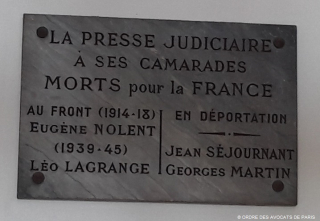 LA PRESSE JUDICIAIRE
À SES CAMARADES
MORTS pour la FRANCE
AU FRONT (1914-18)
EUGÈNE NOLENT
(1939-45)
LÉO LAGRANGE
EN DÉPORTATION
JEAN SÉJOURNANT
GEORGES MARTIN
© ORDRE DES AVOCATS DE PARIS